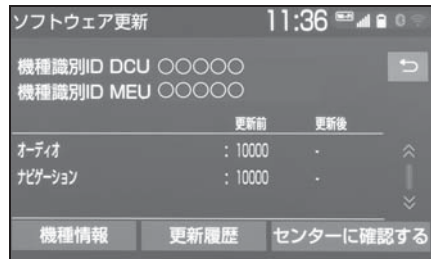 ソフトウェア更新 11:36
機種識別ID DCU ○○○○○
機種識別ID MEU ○○○○○
更新前 更新後
オーディオ : 10000 -
ナビゲーション : 10000 -
機種情報 更新履歴 センターに確認する